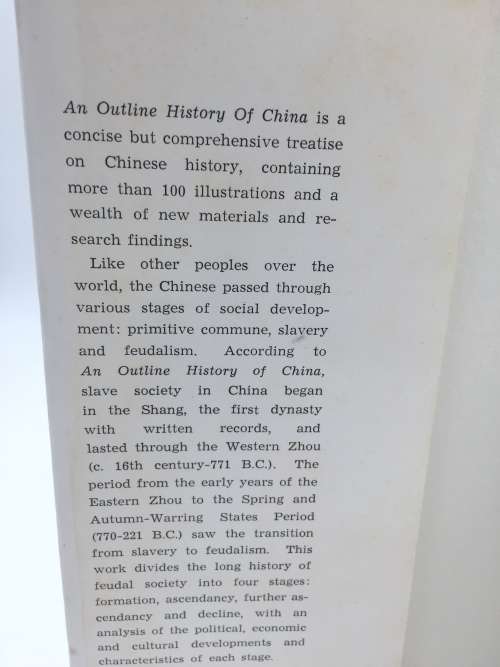 An Outline History Of China is a
concise but comprehensive treatise
on Chinese history, containing
more than 100 illustrations and a
wealth of new materials and re-
search findings.
Like other peoples over the
world, the Chinese passed through
various stages of social develop-
ment: primitive commune, slavery
and feudalism. According to
An Outline History of China,
slave society in China began
in the Shang, the first dynasty
with written records, and
lasted through the Western Zhou
(c. 16th century-771 B.C.). The
period from the early years of the
Eastern Zhou to the Spring and
Autumn-Warring States Period
(770-221 B.C.) saw the transition
from slavery to feudalism. This
work divides the long history of
feudal society into four stages:
formation, ascendancy, further as-
cendancy and decline, with an
analysis of the political, economic
and cultural developments and
characteristics of each stage.